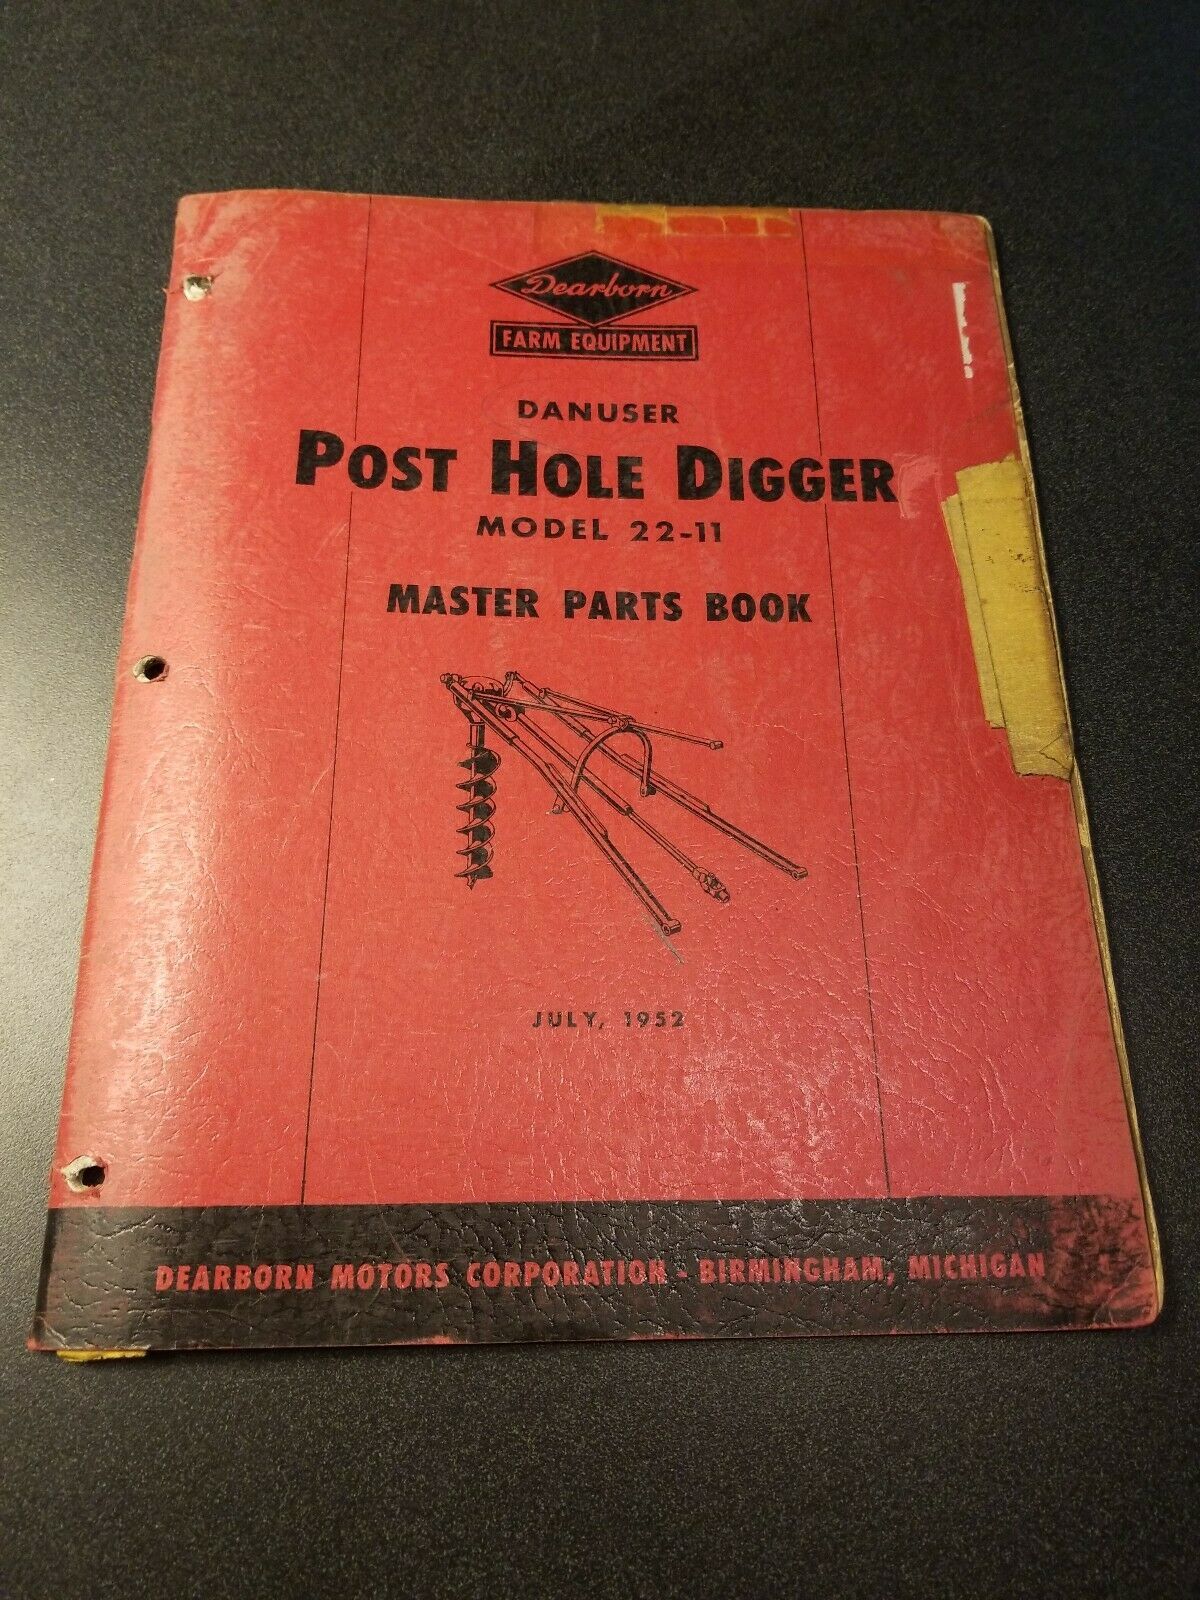 Dearborn
FARM EQUIPMENT
DANUSER
POST HOLE DIGGER
MODEL 22-11
MASTER PARTS BOOK
JULY, 1952
DEARBORN MOTORS CORPORATION - BIRMINGHAM, MICHIGAN